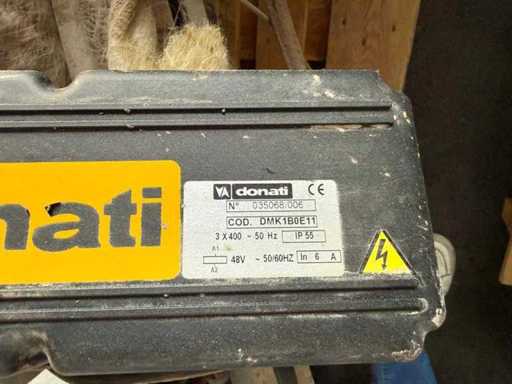 nati
VA donati CE
N° 035068/006
COD. DMK1B0E11
3 X 400 ~ 50 Hz IP 55
A1
48V ~ 50/60HZ In 6 A
A2